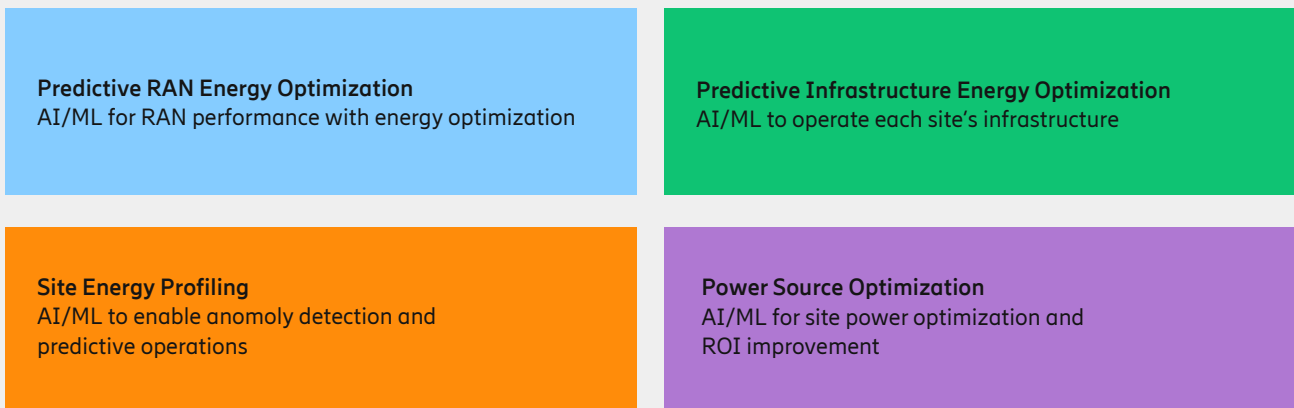 Predictive RAN Energy Optimization
AI/ML for RAN performance with energy optimization
Predictive Infrastructure Energy Optimization
AI/ML to operate each site’s infrastructure
Site Energy Profiling
AI/ML to enable anomoly detection and
predictive operations
Power Source Optimization
AI/ML for site power optimization and
ROI improvement